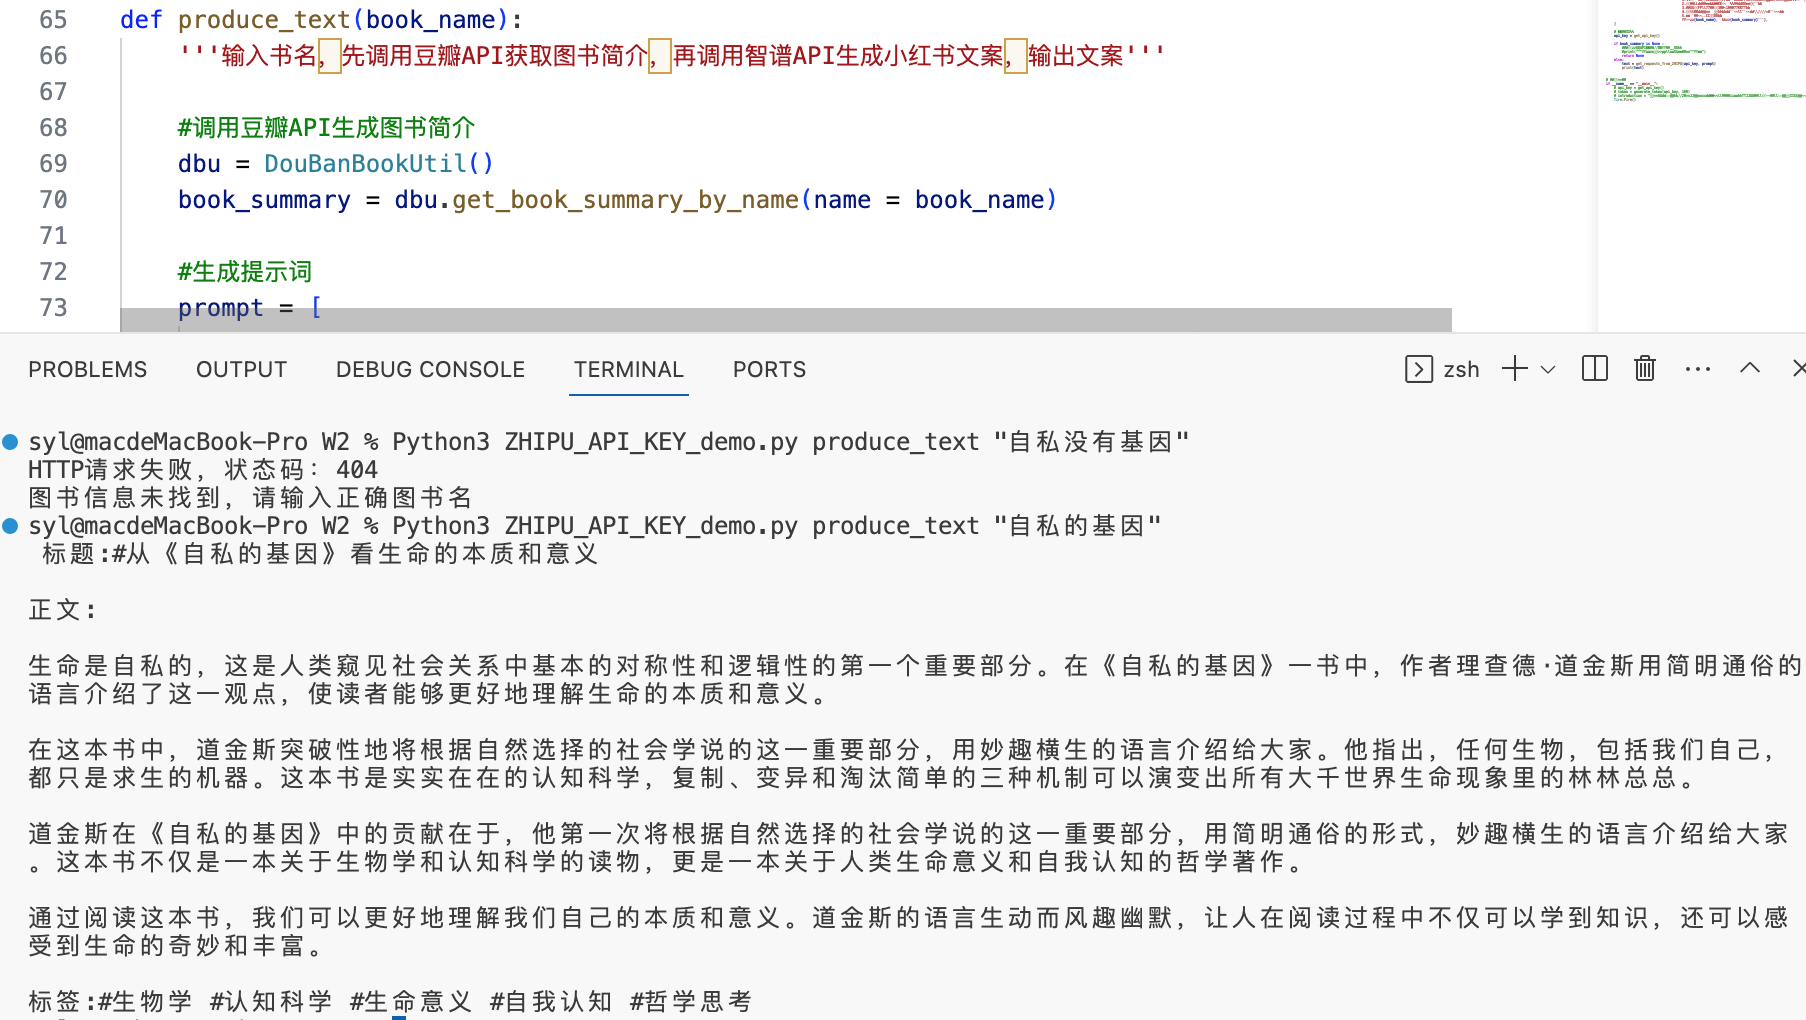 65 def produce_text(book_name):
66 '''输入书名，先调用豆瓣API获取图书简介，再调用智谱API生成小红书文案，输出文案'''
67
68 #调用豆瓣API生成图书简介
69 dbu = DouBanBookUtil()
70 book_summary = dbu.get_book_summary_by_name(name = book_name)
71
72 #生成提示词
73 prompt = [
PROBLEMS OUTPUT DEBUG CONSOLE TERMINAL PORTS zsh
syl@macdeMacBook-Pro W2 % Python3 ZHIPU_API_KEY_demo.py produce_text "自私没有基因"
HTTP请求失败，状态码：404
图书信息未找到，请输入正确图书名
syl@macdeMacBook-Pro W2 % Python3 ZHIPU_API_KEY_demo.py produce_text "自私的基因"
标题:#从《自私的基因》看生命的本质和意义
正文：
生命是自私的，这是人类窥见社会关系中基本的对称性和逻辑性的第一个重要部分。在《自私的基因》一书中，作者理查德·道金斯用简明通俗的
语言介绍了这一观点，使读者能够更好地理解生命的本质和意义。
在这本书中，道金斯突破性地将根据自然选择的社会学说的这一重要部分，用妙趣横生的语言介绍给大家。他指出，任何生物，包括我们自己，
都只是求生的机器。这本书是实实在在的认知科学，复制、变异和淘汰简单的三种机制可以演变出所有大千世界生命现象里的林林总总。
道金斯在《自私的基因》中的贡献在于，他第一次将根据自然选择的社会学说的这一重要部分，用简明通俗的形式，妙趣横生的语言介绍给大家
。这本书不仅是一本关于生物学和认知科学的读物，更是一本关于人类生命意义和自我认知的哲学著作。
通过阅读这本书，我们可以更好地理解我们自己的本质和意义。道金斯的语言生动而风趣幽默，让人在阅读过程中不仅可以学到知识，还可以感
受到生命的奇妙和丰富。
标签:#生物学 #认知科学 #生命意义 #自我认知 #哲学思考